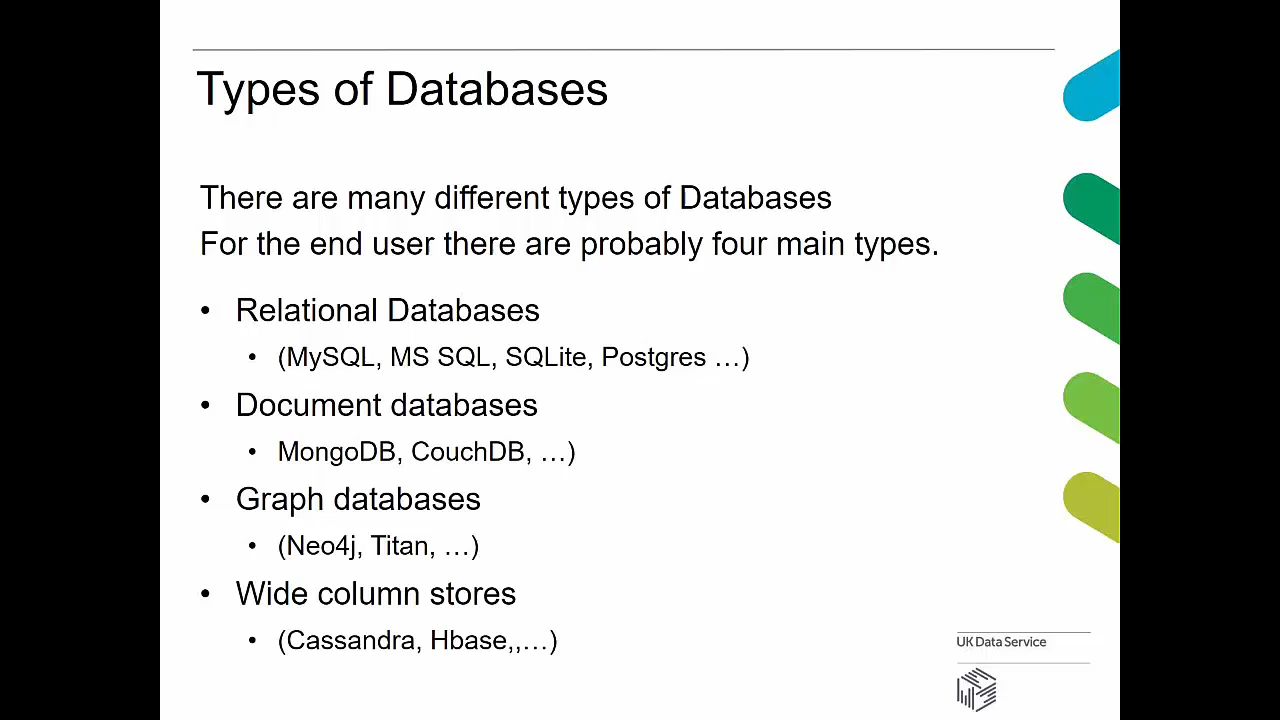 Types of Databases
There are many different types of Databases
For the end user there are probably four main types.
• Relational Databases
• (MySQL, MS SQL, SQLite, Postgres …)
• Document databases
• MongoDB, CouchDB, …)
• Graph databases
• (Neo4j, Titan, …)
• Wide column stores
• (Cassandra, Hbase,,…)
UK Data Service